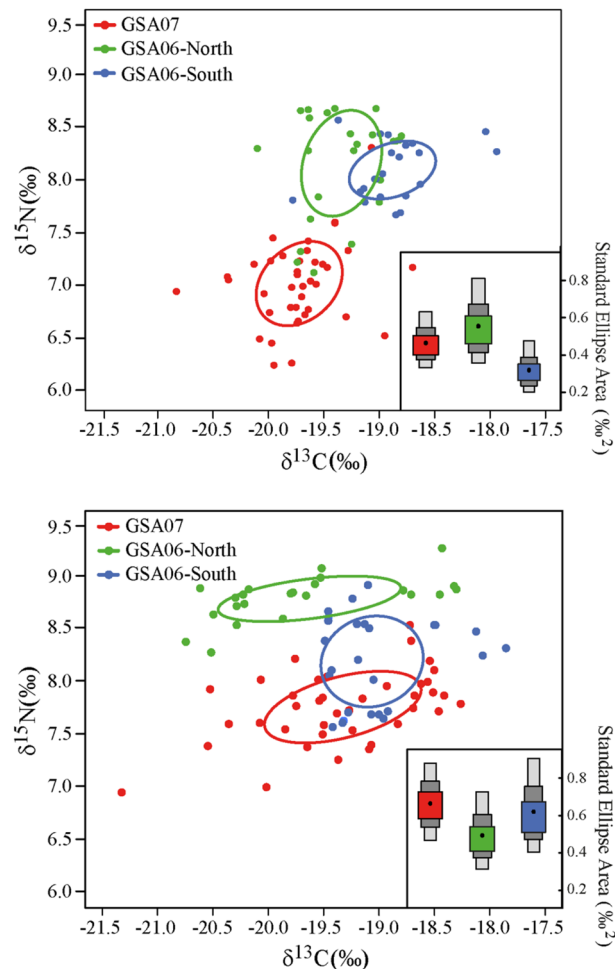 9.5
9.0
8.5
8.0
7.5
7.0
6.5
6.0
δ15N(‰)
GSA07
GSA06-North
GSA06-South
0.8
0.6
0.4
0.2
Standard Ellipse Area (‰²)
-21.5 -21.0 -20.5 -20.0 -19.5 -19.0 -18.5 -18.0 -17.5
δ13C(‰)
9.5
9.0
8.5
8.0
7.5
7.0
6.5
6.0
δ15N(‰)
GSA07
GSA06-North
GSA06-South
0.8
0.6
0.4
0.2
Standard Ellipse Area (‰²)
-21.5 -21.0 -20.5 -20.0 -19.5 -19.0 -18.5 -18.0 -17.5
δ13C(‰)